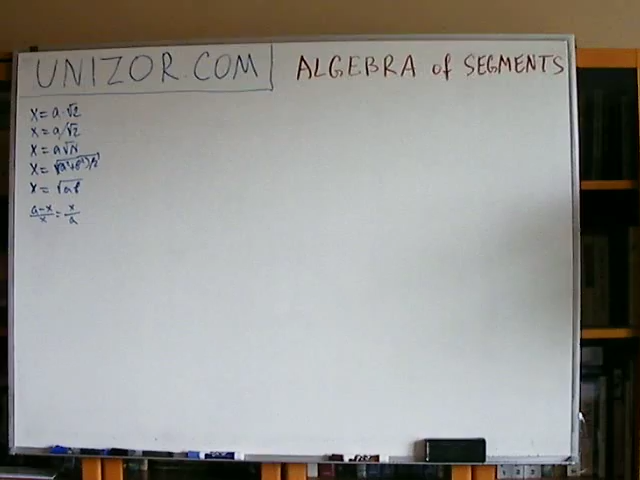 UNIZOR.COM
ALGEBRA of SEGMENTS
x = a·√2
x = a/√2
x = a√N
x = √(a²+b²)/2
x = √ab
(a-x)/x = x/a